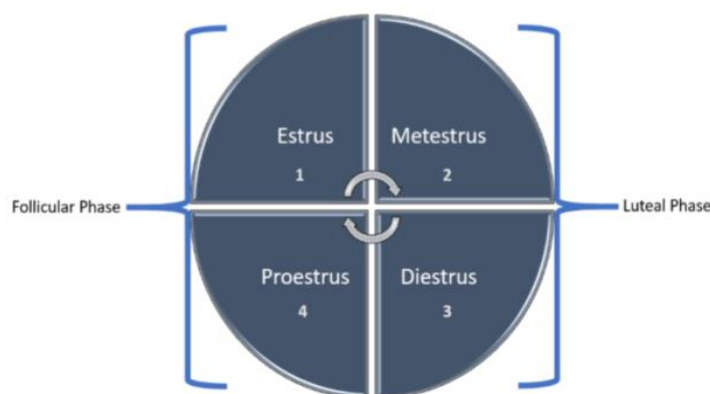 Estrus
1
Metestrus
2
Follicular Phase
Luteal Phase
Proestrus
4
Diestrus
3